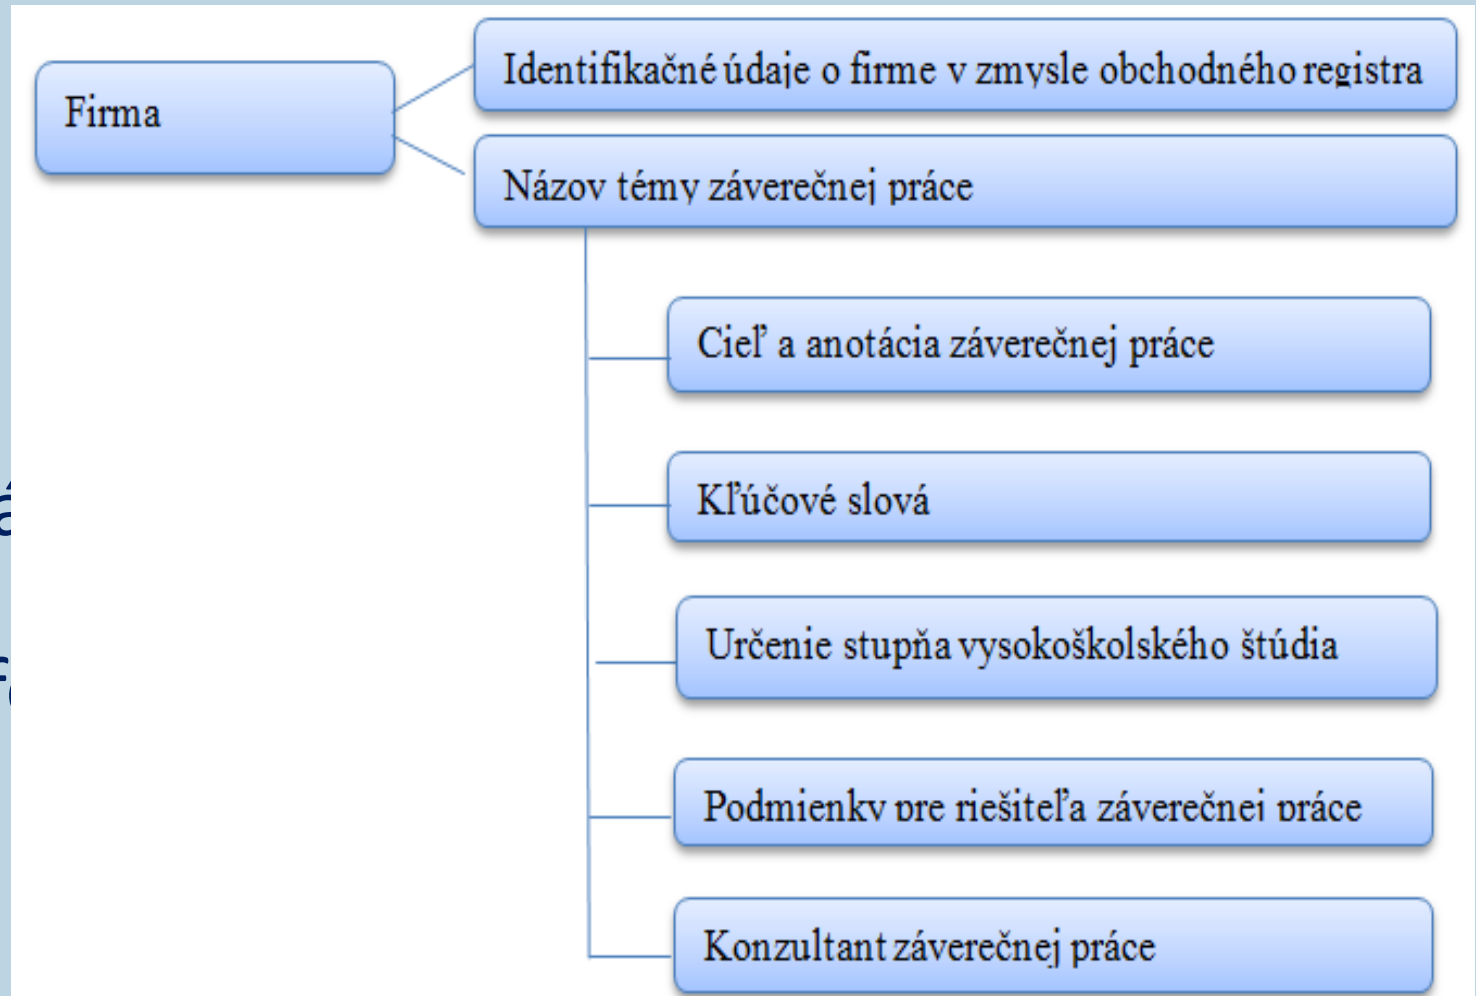 Firma
Identifikačné údaje o firme v zmysle obchodného registra
Názov témy záverečnej práce
Cieľ a anotácia záverečnej práce
Kľúčové slová
Určenie stupňa vysokoškolského štúdia
Podmienky pre riešiteľa záverečnej práce
Konzultant záverečnej práce